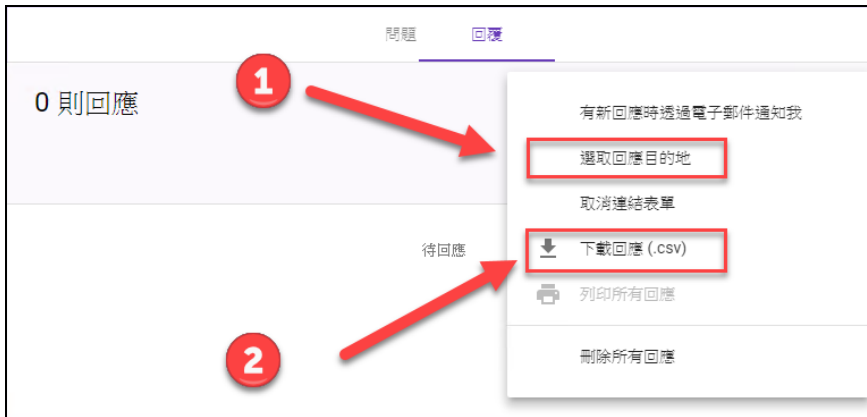 問題 回覆
0 則回應
1
有新回應時透過電子郵件通知我
選取回應目的地
取消連結表單
待回應
下載回應 (.csv)
列印所有回應
2
刪除所有回應